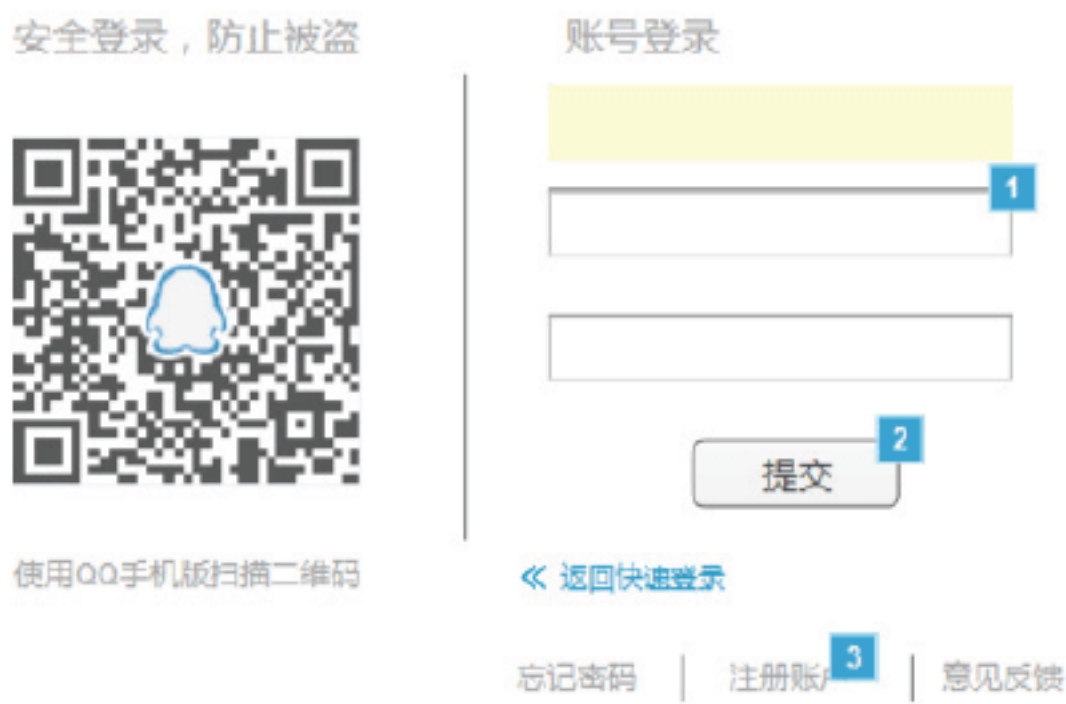 安全登录，防止被盗
账号登录
1
2
提交
使用QQ手机版扫描二维码
《 返回快速登录
3
忘记密码 | 注册账户 | 意见反馈